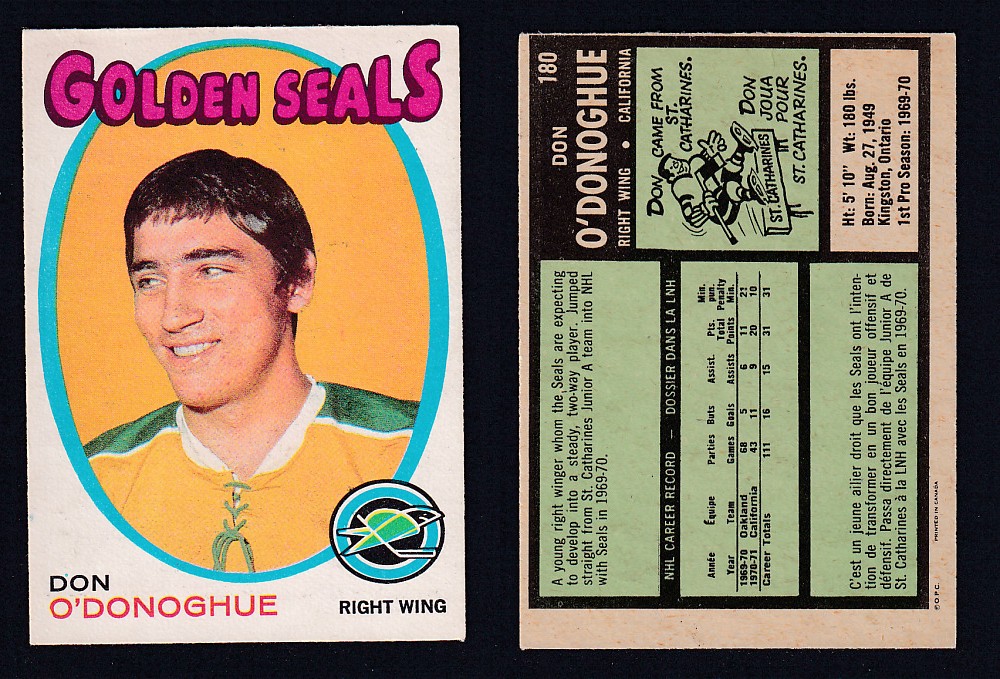 GOLDEN SEALS
DON
O'DONOGHUE
RIGHT WING
180
DON
O'DONOGHUE
RIGHT WING • CALIFORNIA
DON CAME FROM
ST.
CATHARINES.
ST. CATHARINES
DON
JOUA
POUR
ST. CATHARINES.
Ht: 5' 10" Wt: 180 lbs.
Born: Aug. 27, 1949
Kingston, Ontario
1st Pro Season: 1969-70
A young right winger whom the Seals are expecting
to develop into a steady, two-way player. Jumped
straight from St. Catharines Junior A team into NHL
with Seals in 1969-70.
NHL CAREER RECORD — DOSSIER DANS LA LNH
Année Équipe Parties Buts Assist. Pts. Min. pun.
Year Team Games Goals Assists Total Points Penalty Min.
1969-70 Oakland 68 5 6 11 21
1970-71 California 43 11 9 20 10
Career Totals 111 16 15 31 31
C'est un jeune ailier droit que les Seals ont l'inten-
tion de transformer en un bon joueur offensif et
défensif. Passa directement de l'équipe Junior A de
St. Catharines à la LNH avec les Seals en 1969-70.
© O.P.C. PRINTED IN CANADA